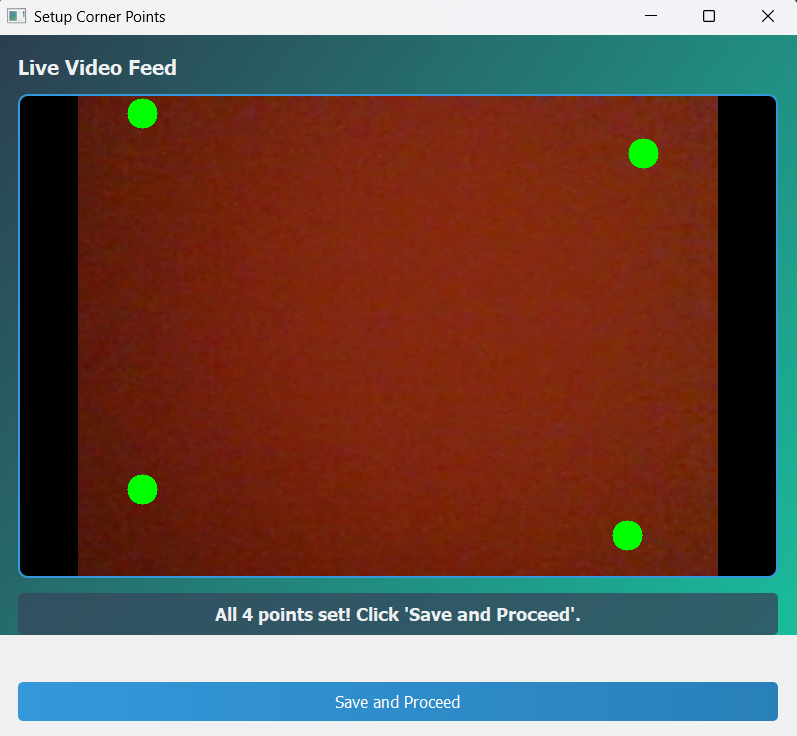 Setup Corner Points
Live Video Feed
All 4 points set! Click 'Save and Proceed'.
Save and Proceed